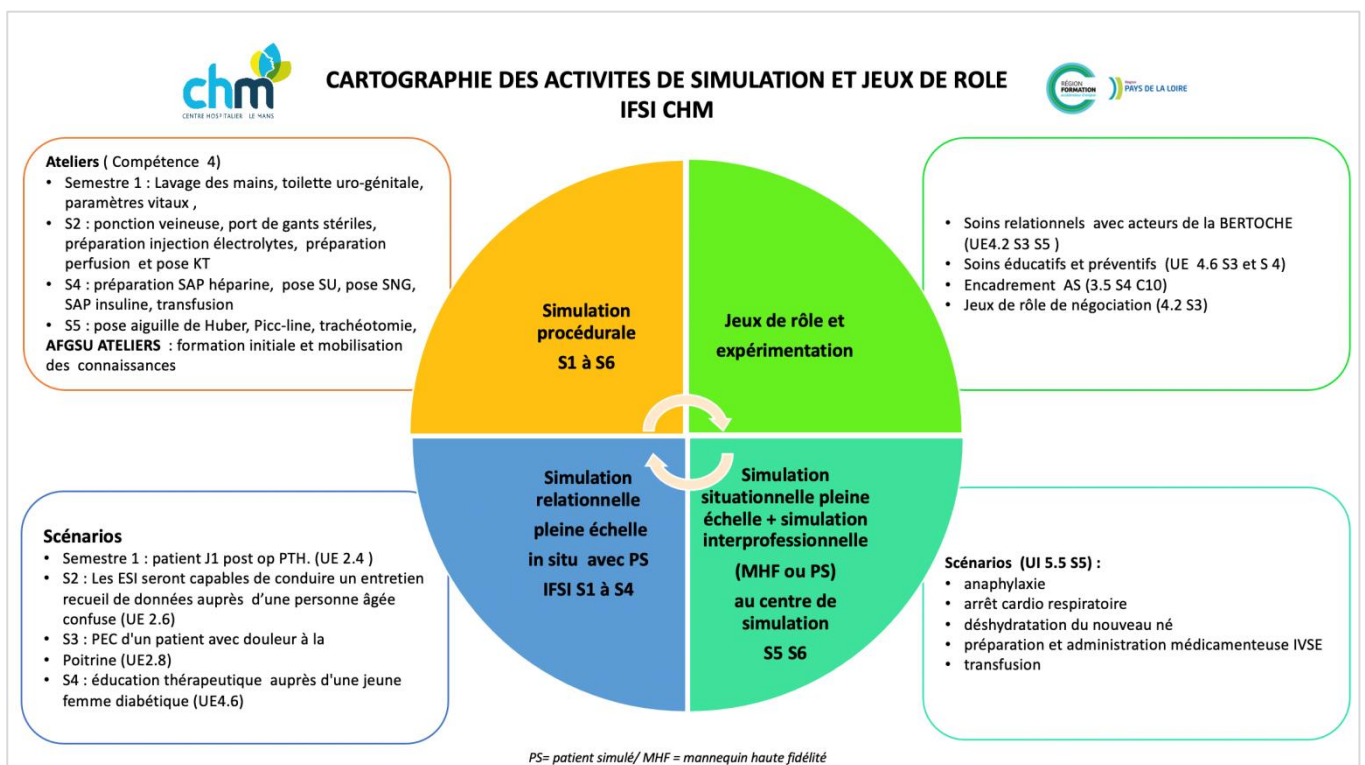 chm
CENTRE HOSPITALIER LE MANS
CARTOGRAPHIE DES ACTIVITES DE SIMULATION ET JEUX DE ROLE
IFSI CHM
RÉGION
FORMATION
PAYS DE LA LOIRE
Ateliers ( Compétence 4)
• Semestre 1 : Lavage des mains, toilette uro-génitale,
paramètres vitaux ,
• S2 : ponction veineuse, port de gants stériles,
préparation injection électrolytes, préparation
perfusion et pose KT
• S4 : préparation SAP héparine, pose SU, pose SNG,
SAP insuline, transfusion
• S5 : pose aiguille de Huber, Picc-line, trachéotomie,
AFGSU ATELIERS : formation initiale et mobilisation
des connaissances
Simulation
procédurale
S1 à S6
Jeux de rôle et
expérimentation
• Soins relationnels avec acteurs de la BERTOCHE
(UE4.2 S3 S5 )
• Soins éducatifs et préventifs (UE 4.6 S3 et S 4)
• Encadrement AS (3.5 S4 C10)
• Jeux de rôle de négociation (4.2 S3)
Scénarios
• Semestre 1 : patient J1 post op PTH. (UE 2.4 )
• S2 : Les ESI seront capables de conduire un entretien
recueil de données auprès d'une personne âgée
confuse (UE 2.6)
• S3 : PEC d'un patient avec douleur à la
• Poitrine (UE2.8)
• S4 : éducation thérapeutique auprès d'une jeune
femme diabétique (UE4.6)
Simulation
relationnelle
pleine échelle
in situ avec PS
IFSI S1 à S4
Simulation
situationnelle pleine
échelle + simulation
interprofessionnelle
(MHF ou PS)
au centre de
simulation
S5 S6
Scénarios (UI 5.5 S5) :
• anaphylaxie
• arrêt cardio respiratoire
• déshydratation du nouveau né
• préparation et administration médicamenteuse IVSE
• transfusion
PS= patient simulé/ MHF = mannequin haute fidélité